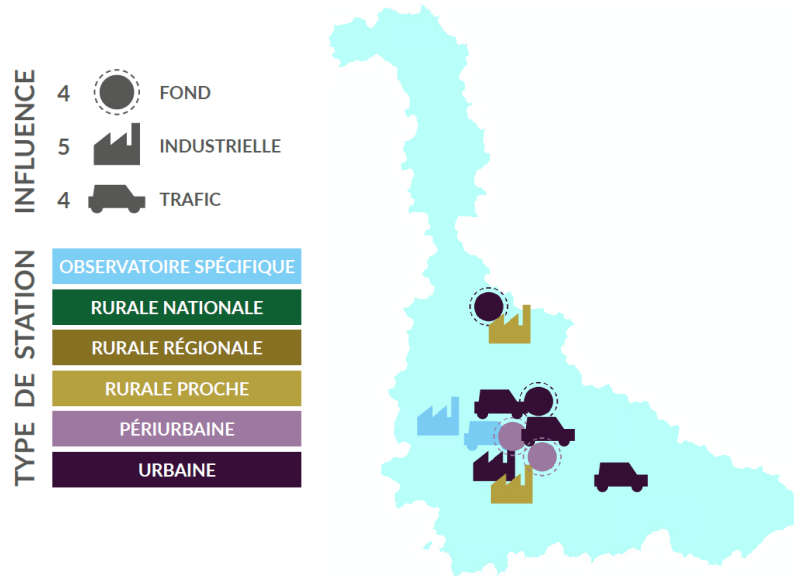 INFLUENCE
4 FOND
5 INDUSTRIELLE
4 TRAFIC
TYPE DE STATION
OBSERVATOIRE SPÉCIFIQUE
RURALE NATIONALE
RURALE RÉGIONALE
RURALE PROCHE
PÉRIURBAINE
URBAINE